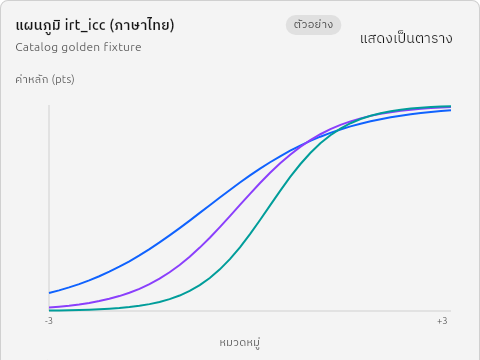 แผนภูมิ irt_icc (ภาษาไทย)
ตัวอย่าง
แสดงเป็นตาราง
Catalog golden fixture
ค่าหลัก (pts)
-3
+3
หมวดหมู่